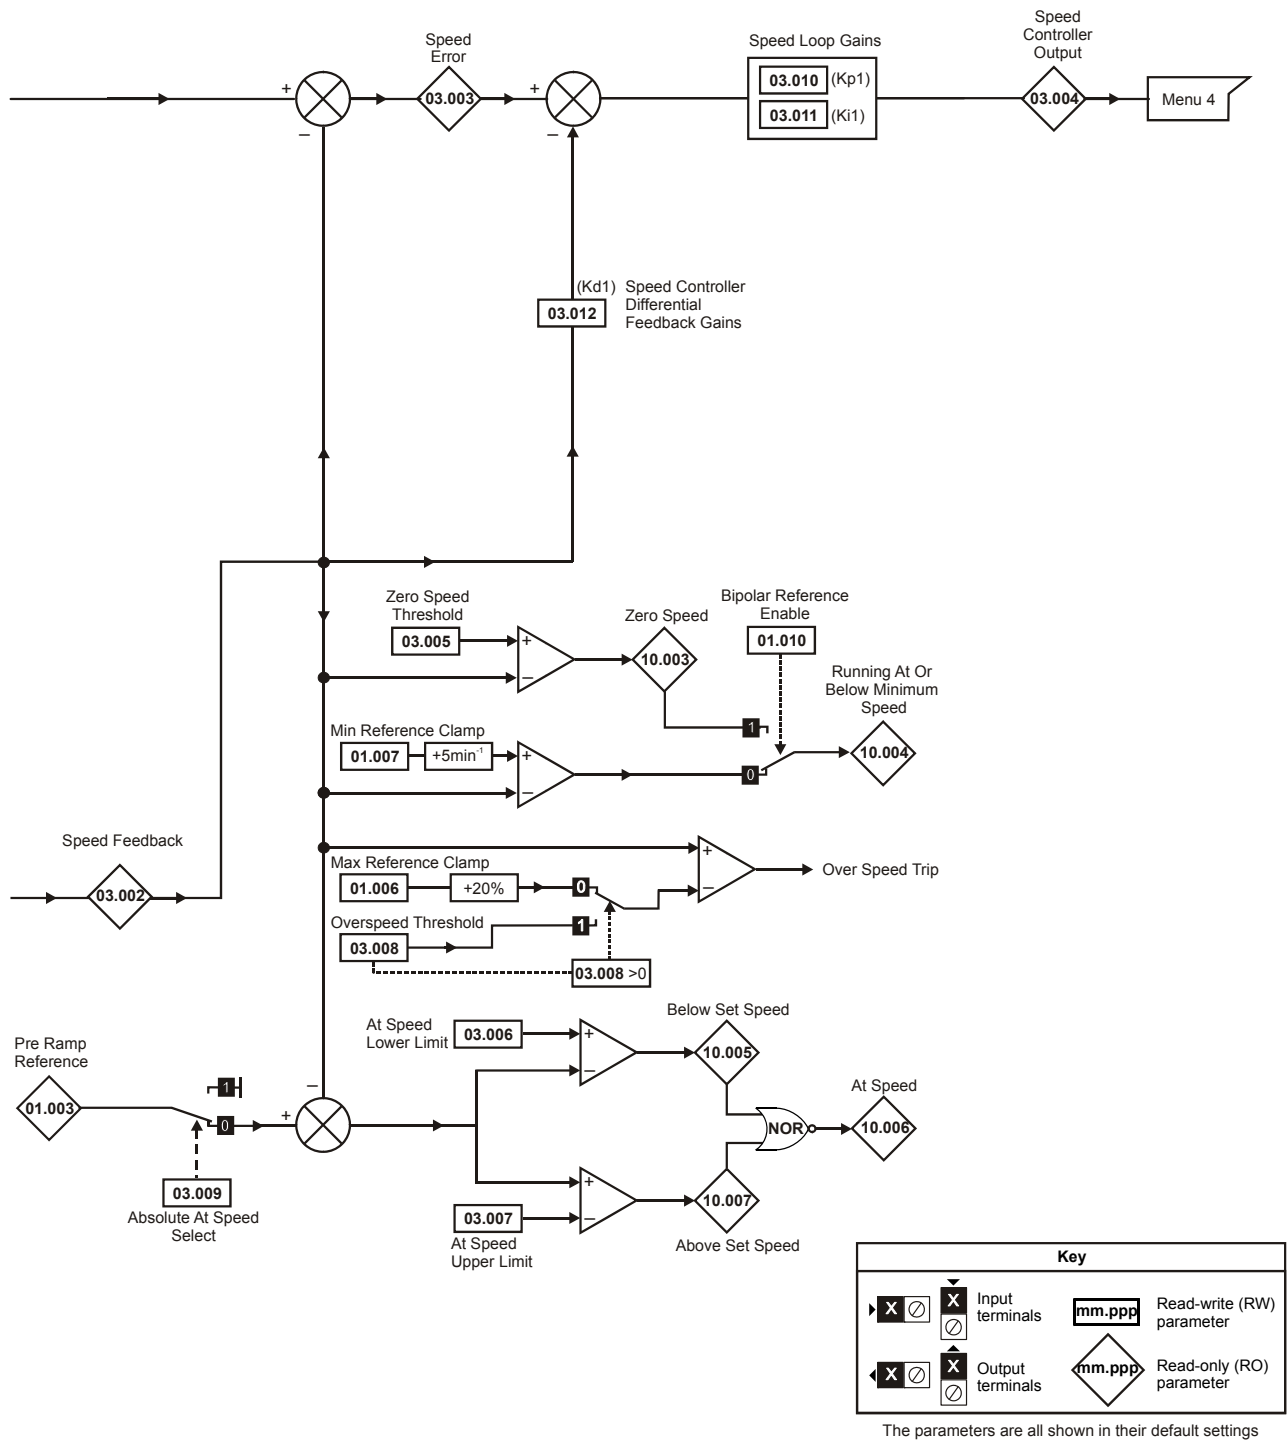 Speed
Error
+
–
03.003
+
–
Speed Loop Gains
03.010 (Kp1)
03.011 (Ki1)
Speed
Controller
Output
03.004
Menu 4
(Kd1) Speed Controller
Differential
Feedback Gains
03.012
Zero Speed
Threshold
03.005
+
–
Zero Speed
10.003
Bipolar Reference
Enable
01.010
1
Running At Or
Below Minimum
Speed
10.004
Min Reference Clamp
01.007
+5min-1
+
–
0
Speed Feedback
03.002
Max Reference Clamp
01.006
+20%
0
+
–
Over Speed Trip
Overspeed Threshold
03.008
1
03.008 >0
Pre Ramp
Reference
01.003
1
0
03.009
Absolute At Speed
Select
–
+
At Speed
Lower Limit
03.006
+
–
Below Set Speed
10.005
NOR
At Speed
10.006
03.007
At Speed
Upper Limit
+
–
10.007
Above Set Speed
Key
X
X
Input
terminals
mm.ppp
Read-write (RW)
parameter
X
X
Output
terminals
mm.ppp
Read-only (RO)
parameter
The parameters are all shown in their default settings